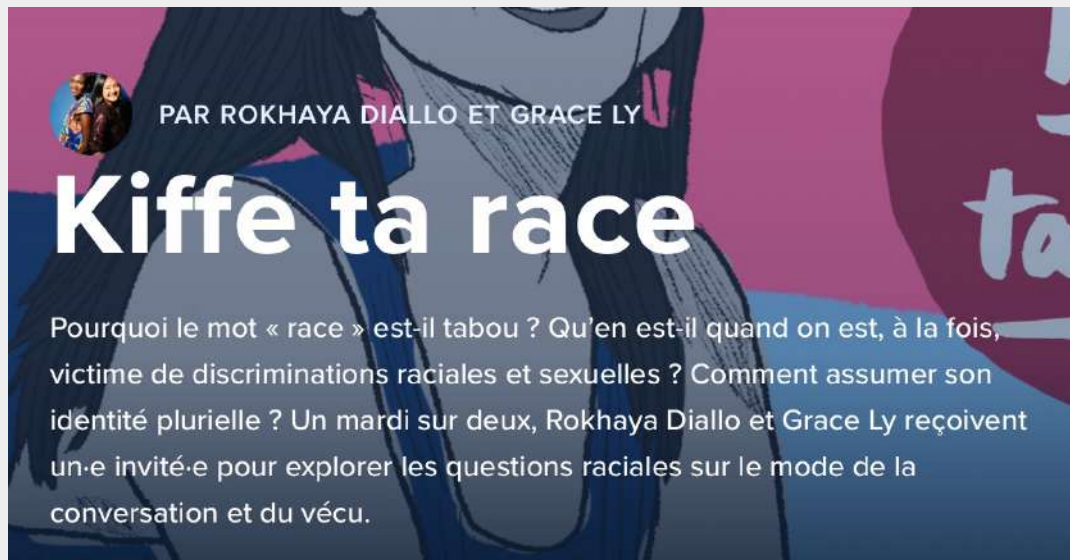 PAR ROKHAYA DIALLO ET GRACE LY
Kiffe ta race
ta
Pourquoi le mot « race » est-il tabou ? Qu'en est-il quand on est, à la fois,
victime de discriminations raciales et sexuelles ? Comment assumer son
identité plurielle ? Un mardi sur deux, Rokhaya Diallo et Grace Ly reçoivent
un·e invité·e pour explorer les questions raciales sur le mode de la
conversation et du vécu.